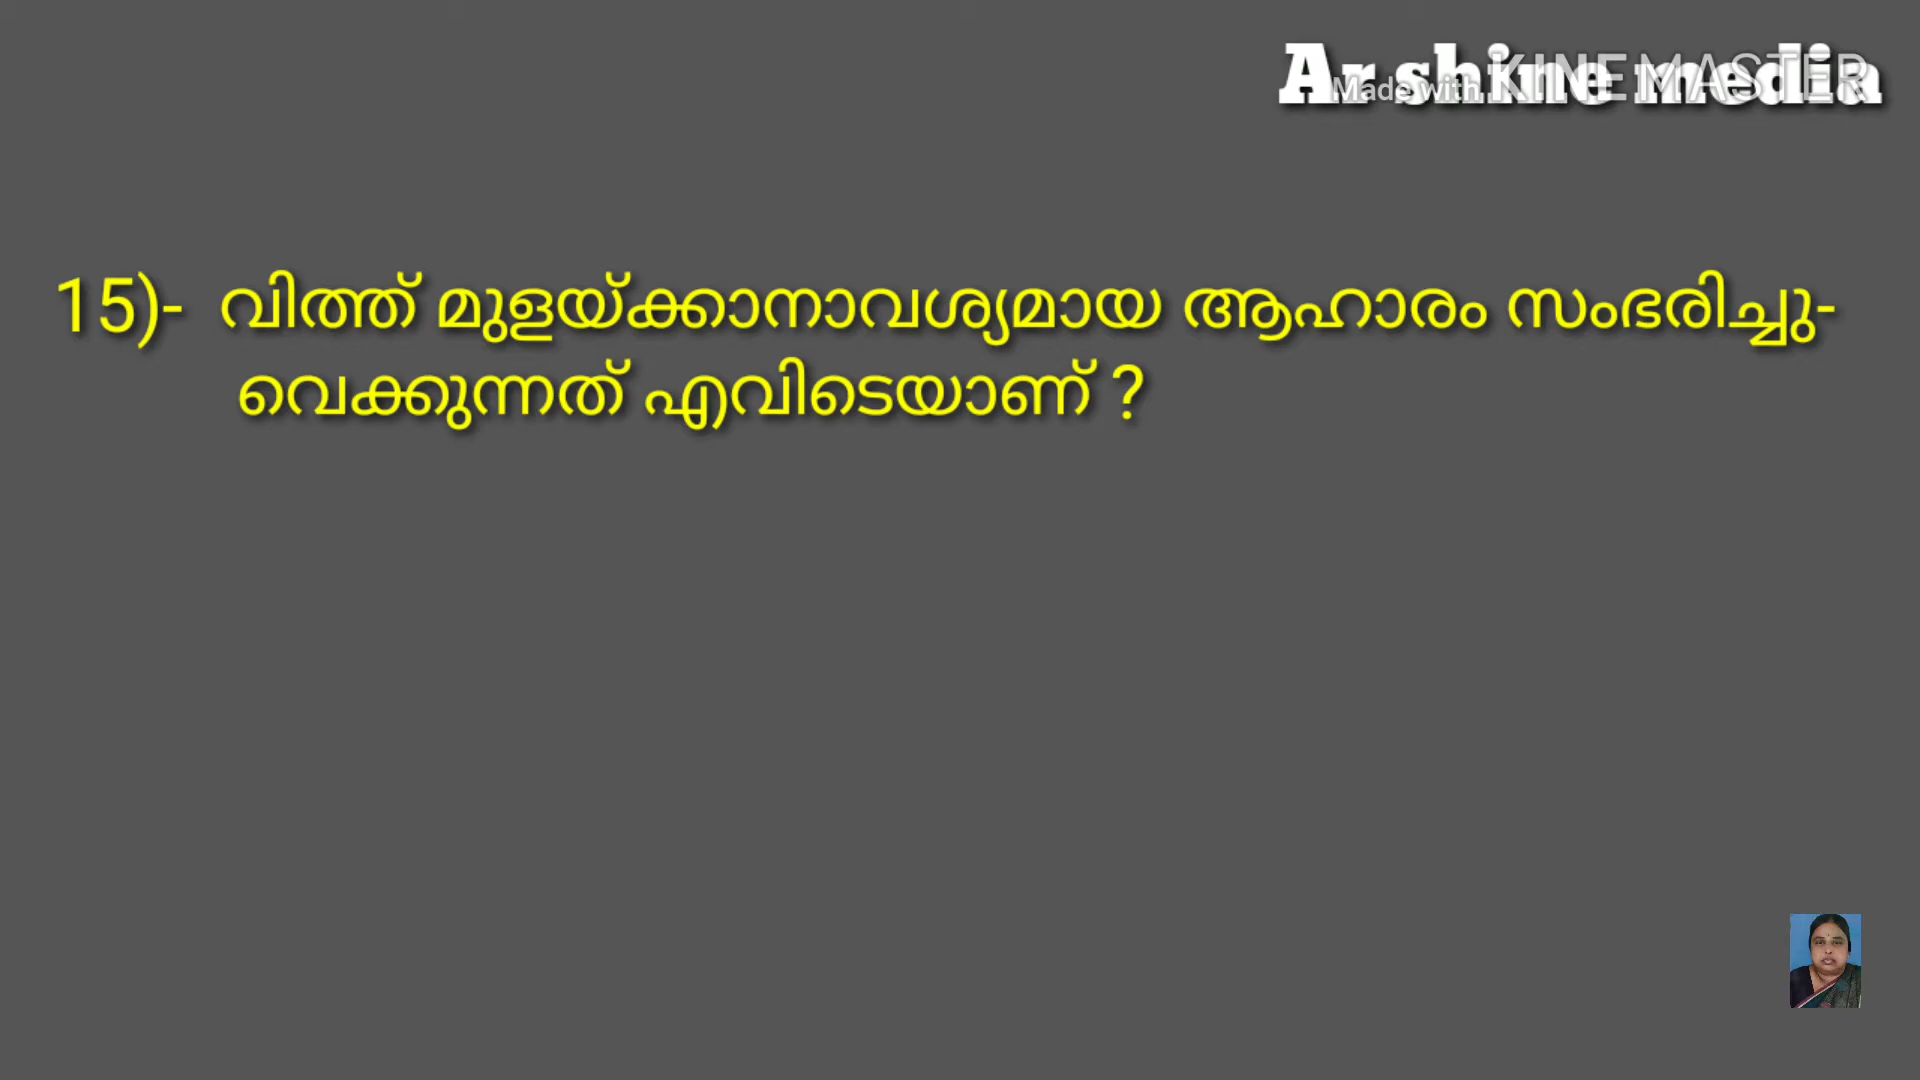 Ar shine media
Made with KINEMASTER
15)- വിത്ത് മുളയ്ക്കാനാവശ്യമായ ആഹാരം സംഭരിച്ചു-
വെക്കുന്നത് എവിടെയാണ് ?